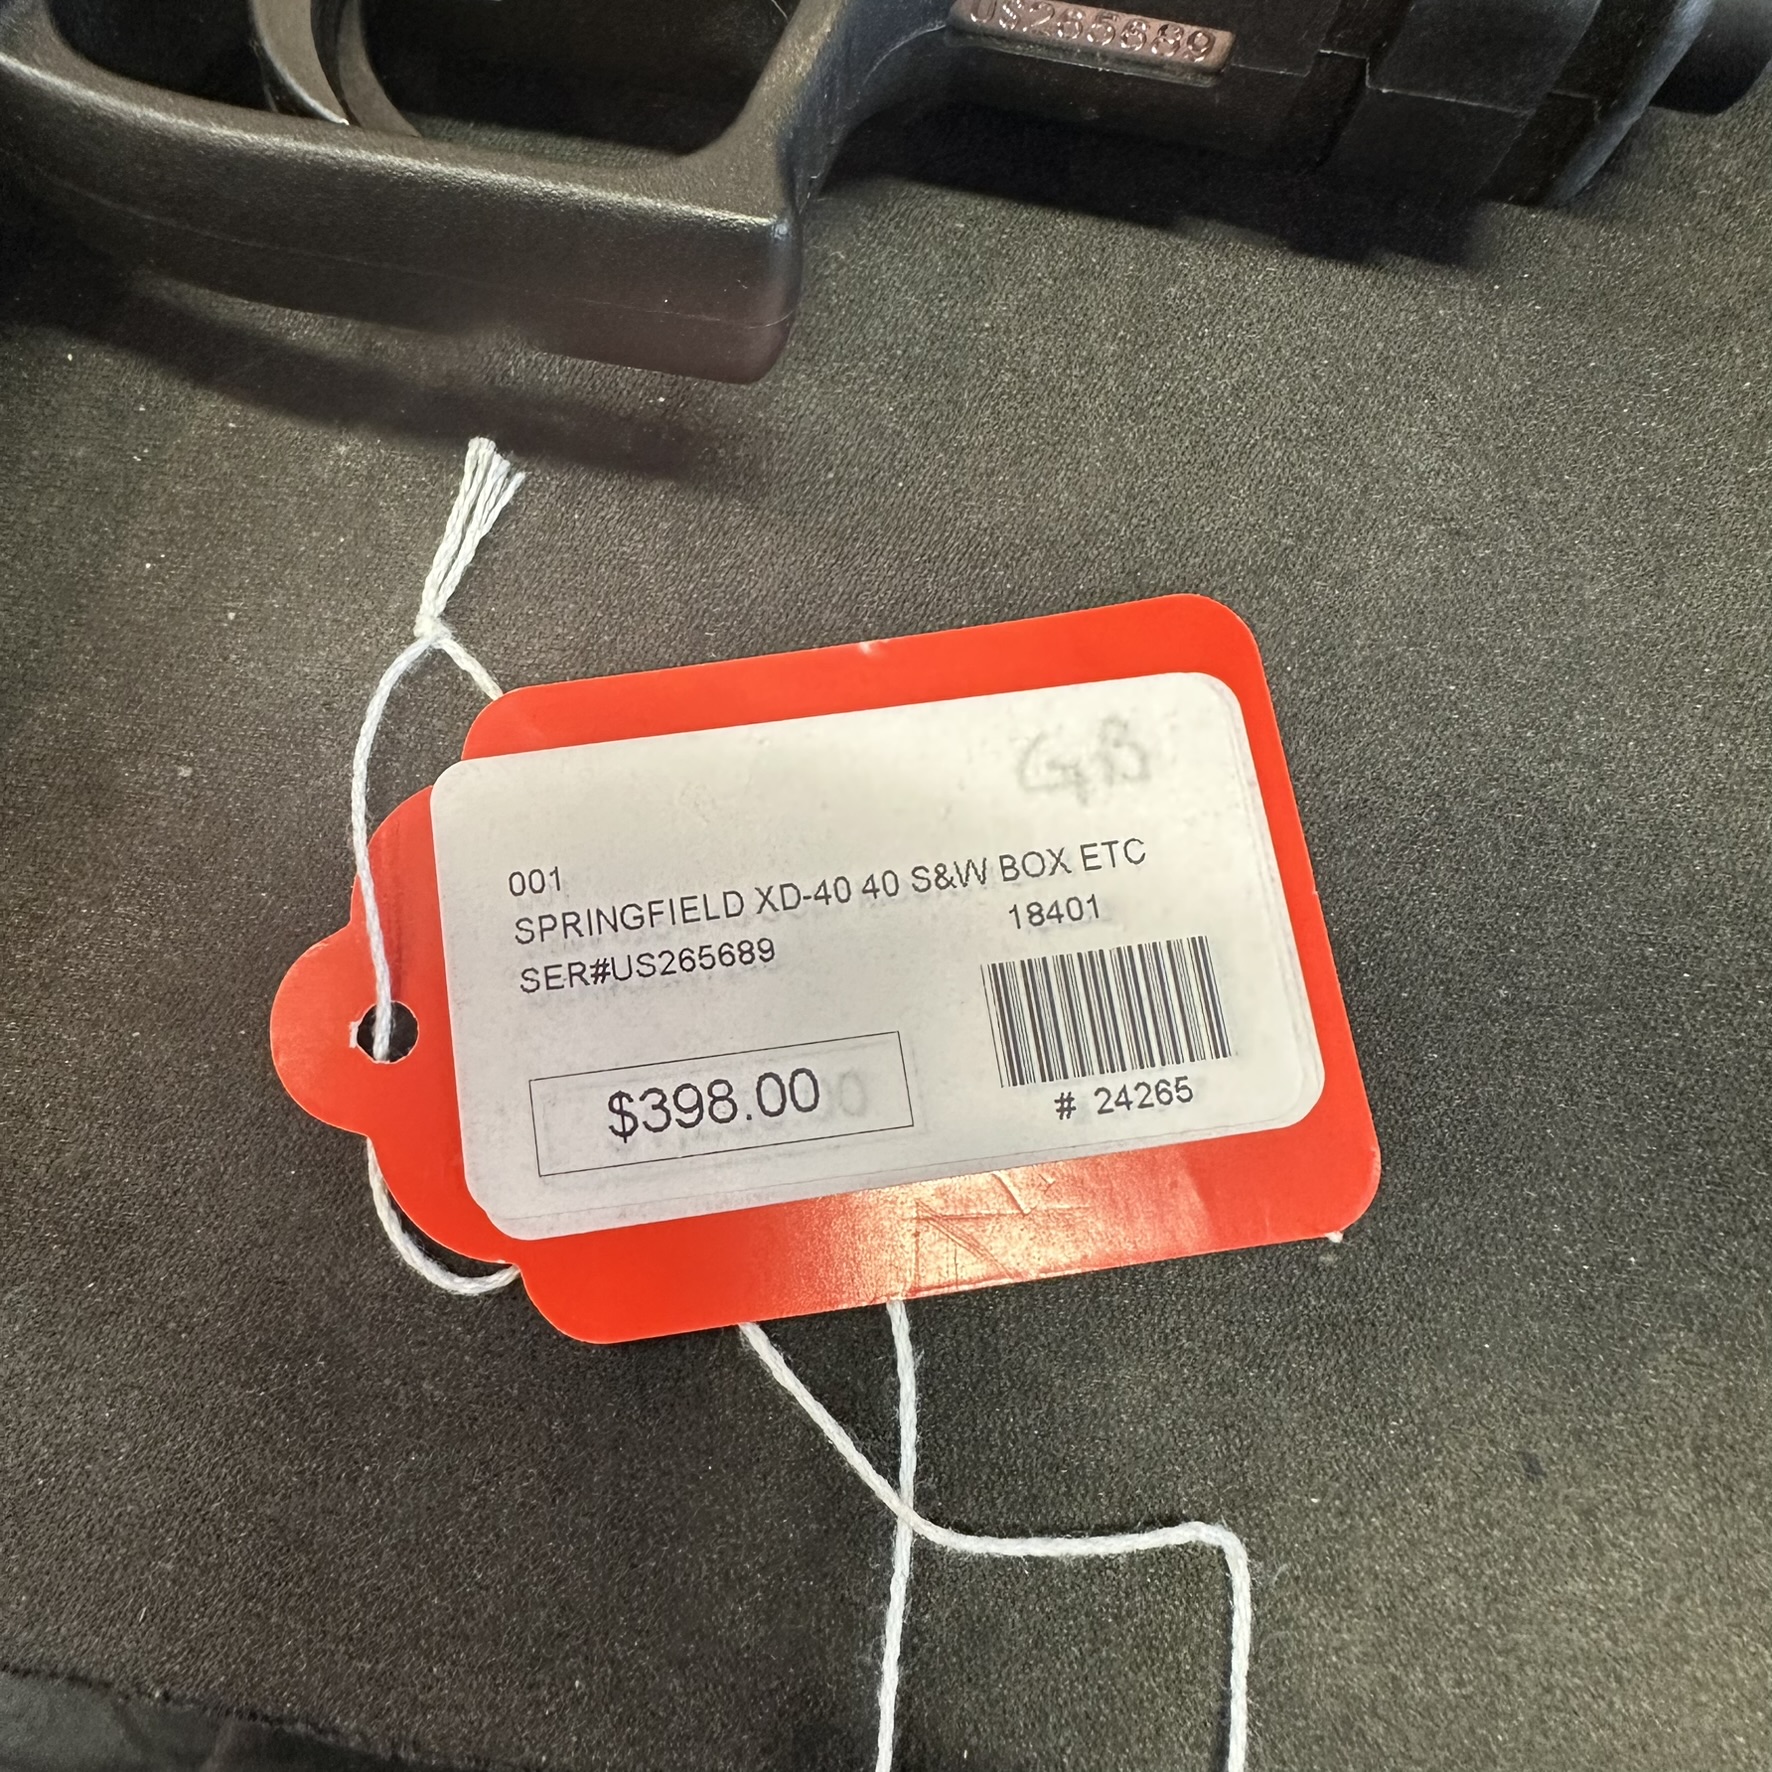 US265689
GB
001
SPRINGFIELD XD-40 40 S&W BOX ETC
18401
SER#US265689
$398.00
# 24265